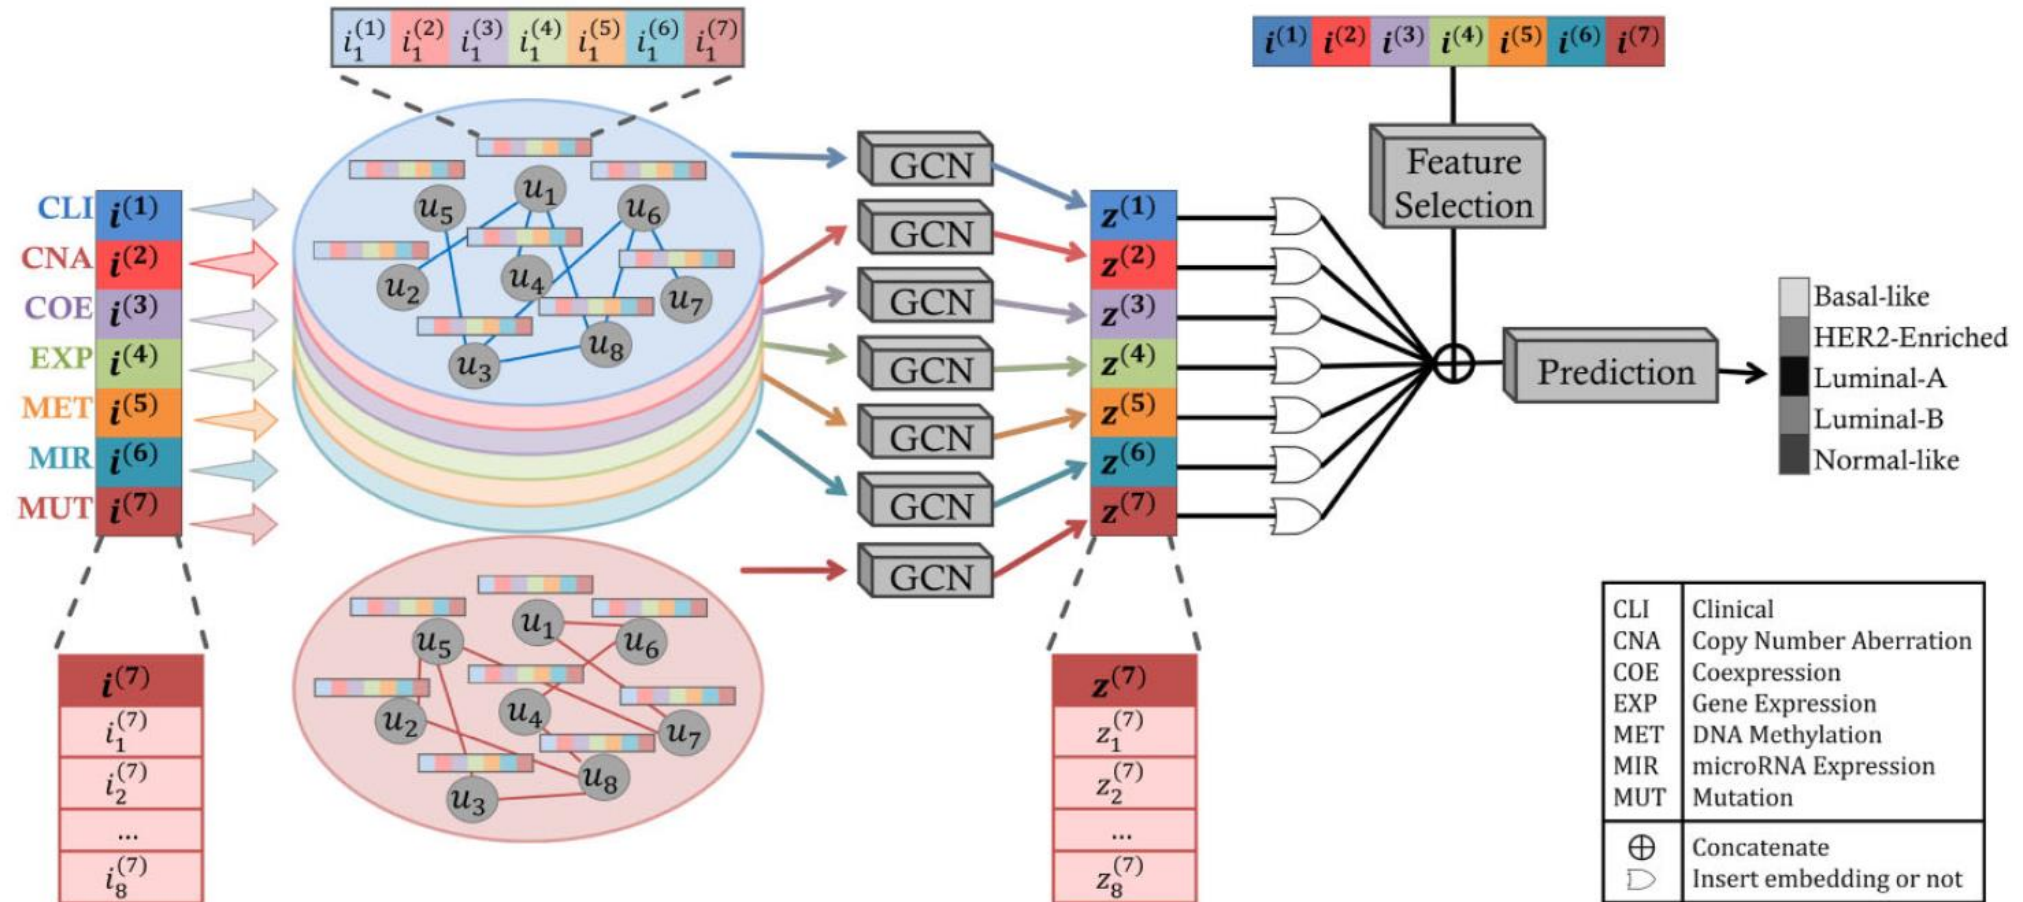 i₁⁽¹⁾ i₁⁽²⁾ i₁⁽³⁾ i₁⁽⁴⁾ i₁⁽⁵⁾ i₁⁽⁶⁾ i₁⁽⁷⁾
i⁽¹⁾ i⁽²⁾ i⁽³⁾ i⁽⁴⁾ i⁽⁵⁾ i⁽⁶⁾ i⁽⁷⁾
Feature
Selection
CLI i⁽¹⁾
CNA i⁽²⁾
COE i⁽³⁾
EXP i⁽⁴⁾
MET i⁽⁵⁾
MIR i⁽⁶⁾
MUT i⁽⁷⁾
u₁
u₅
u₆
u₄
u₂
u₇
u₈
u₃
GCN
GCN
GCN
GCN
GCN
GCN
GCN
z⁽¹⁾
z⁽²⁾
z⁽³⁾
z⁽⁴⁾
z⁽⁵⁾
z⁽⁶⁾
z⁽⁷⁾
Prediction
Basal-like
HER2-Enriched
Luminal-A
Luminal-B
Normal-like
u₁
u₅
u₆
u₄
u₂
u₇
u₈
u₃
i⁽⁷⁾
i₁⁽⁷⁾
i₂⁽⁷⁾
...
i₈⁽⁷⁾
z⁽⁷⁾
z₁⁽⁷⁾
z₂⁽⁷⁾
...
z₈⁽⁷⁾
CLI Clinical
CNA Copy Number Aberration
COE Coexpression
EXP Gene Expression
MET DNA Methylation
MIR microRNA Expression
MUT Mutation
⊕ Concatenate
Insert embedding or not